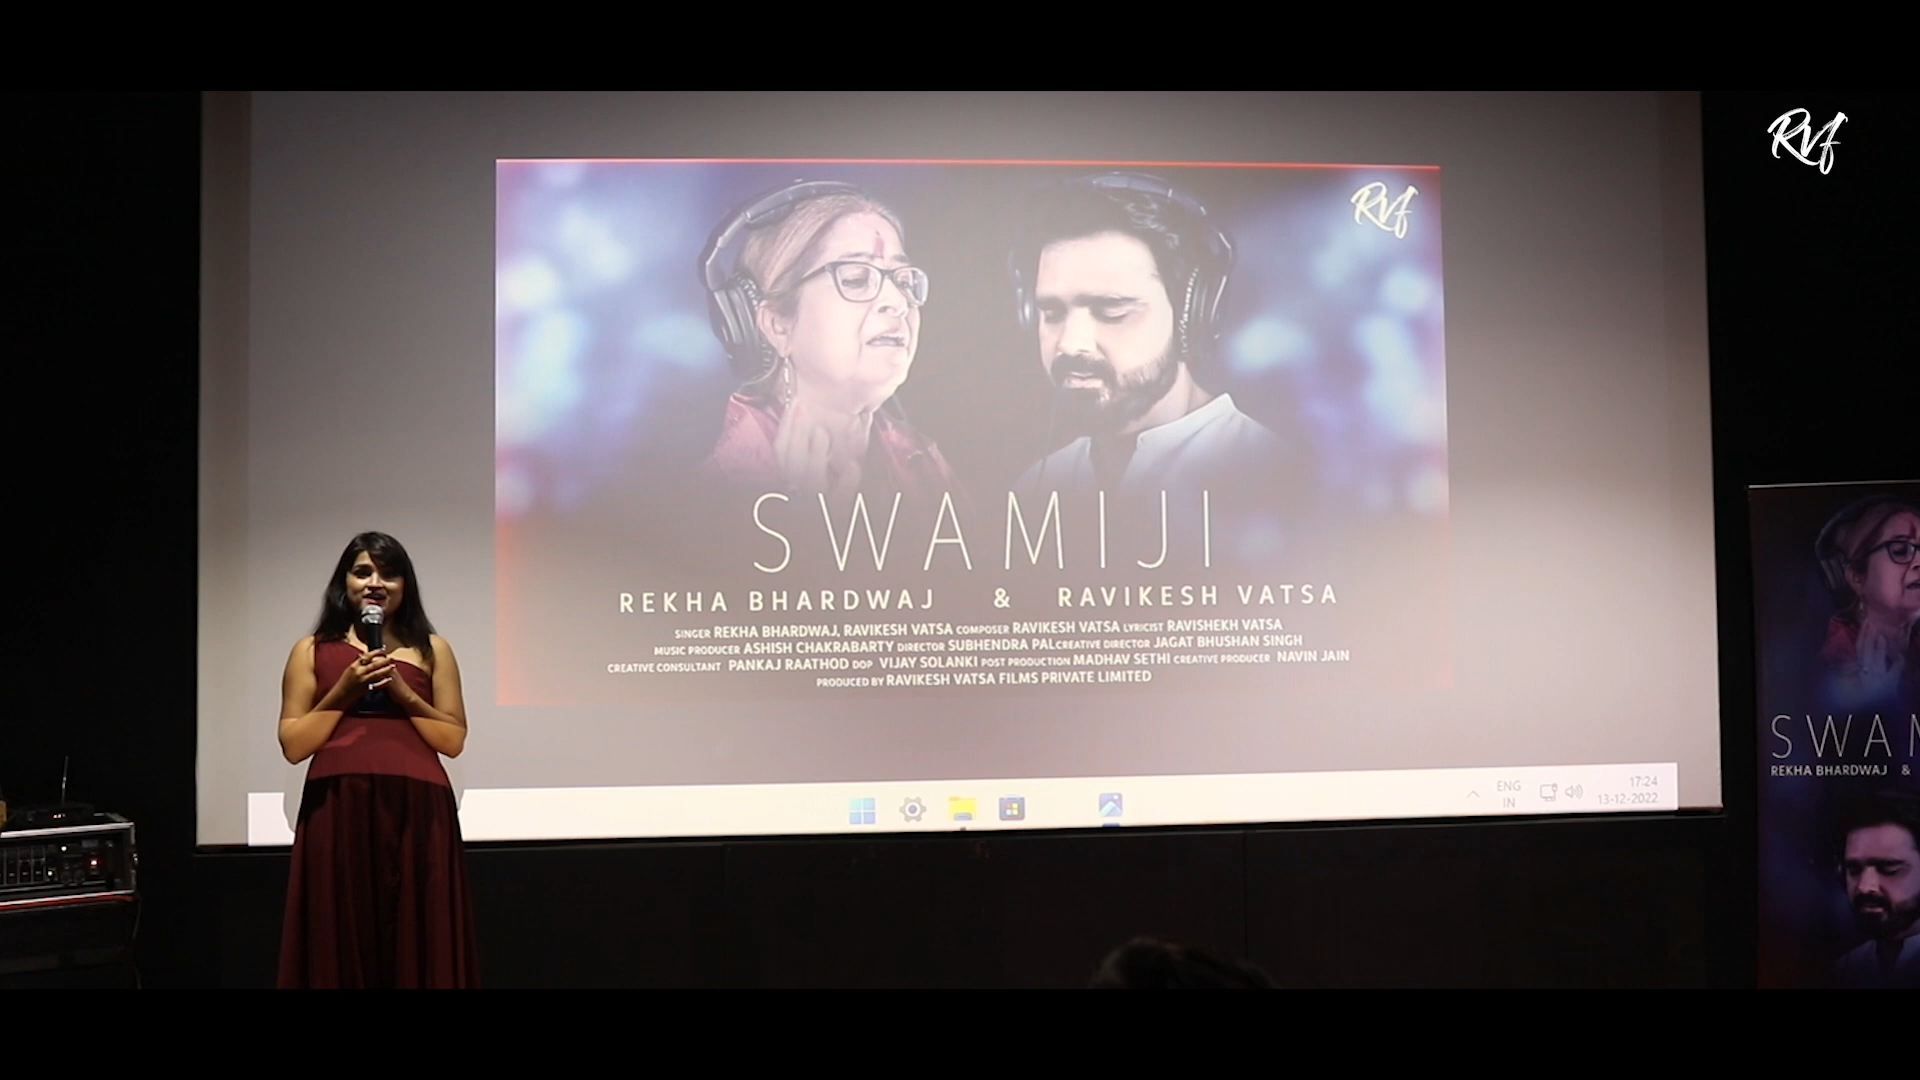 Rvf
Rvf
SWAMIJI
REKHA BHARDWAJ & RAVIKESH VATSA
SINGER REKHA BHARDWAJ, RAVIKESH VATSA COMPOSER RAVIKESH VATSA LYRICIST RAVISHEKH VATSA
MUSIC PRODUCER ASHISH CHAKRABARTY DIRECTOR SUBHENDRA PAL CREATIVE DIRECTOR JAGAT BHUSHAN SINGH
CREATIVE CONSULTANT PANKAJ RAATHOD DOP VIJAY SOLANKI POST PRODUCTION MADHAV SETHI CREATIVE PRODUCER NAVIN JAIN
PRODUCED BY RAVIKESH VATSA FILMS PRIVATE LIMITED
ENG
IN
17:24
13-12-2022
SWAM
REKHA BHARDWAJ &